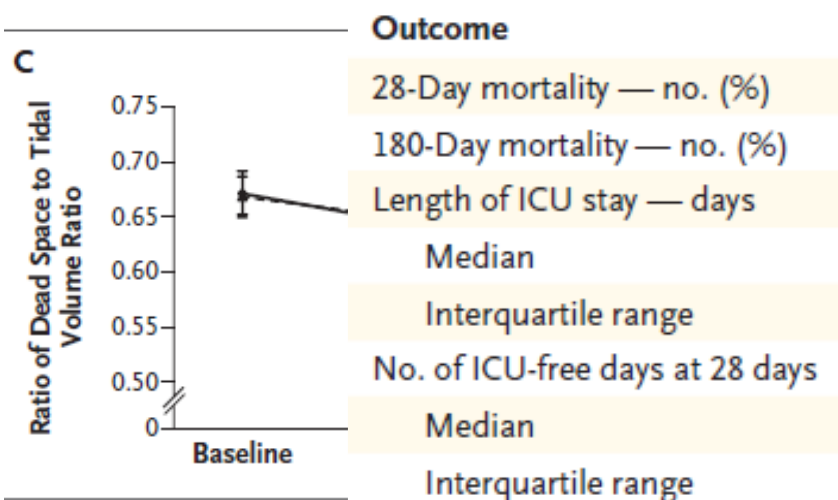 C
Ratio of Dead Space to Tidal
Volume Ratio
0.75
0.70
0.65
0.60
0.55
0.50
0
Baseline
Outcome
28-Day mortality — no. (%)
180-Day mortality — no. (%)
Length of ICU stay — days
Median
Interquartile range
No. of ICU-free days at 28 days
Median
Interquartile range